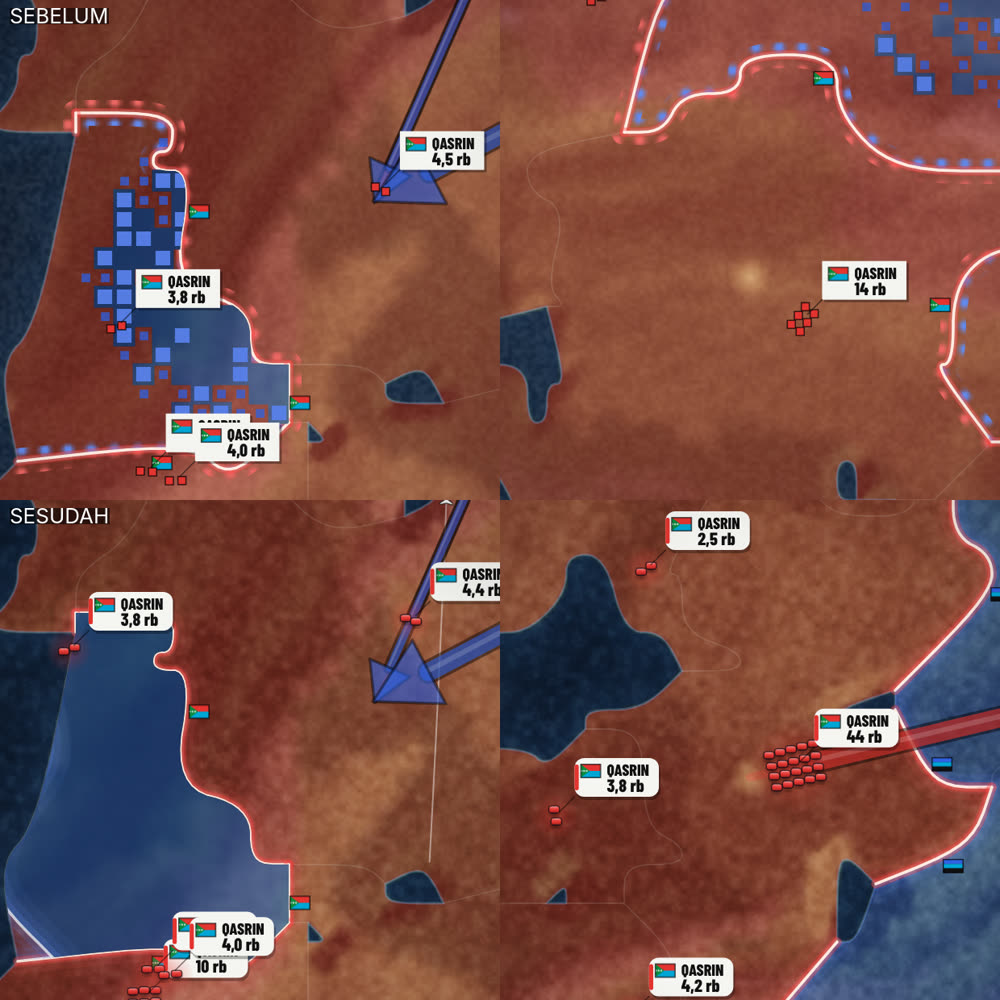 SEBELUM
QASRIN
4,5 rb
QASRIN
14 rb
QASRIN
3,8 rb
QASRIN
4,0 rb
SESUDAH
QASRIN
2,5 rb
QASRIN
4,4 rb
QASRIN
3,8 rb
QASRIN
44 rb
QASRIN
3,8 rb
QASRIN
4,0 rb
10 rb
QASRIN
4,2 rb